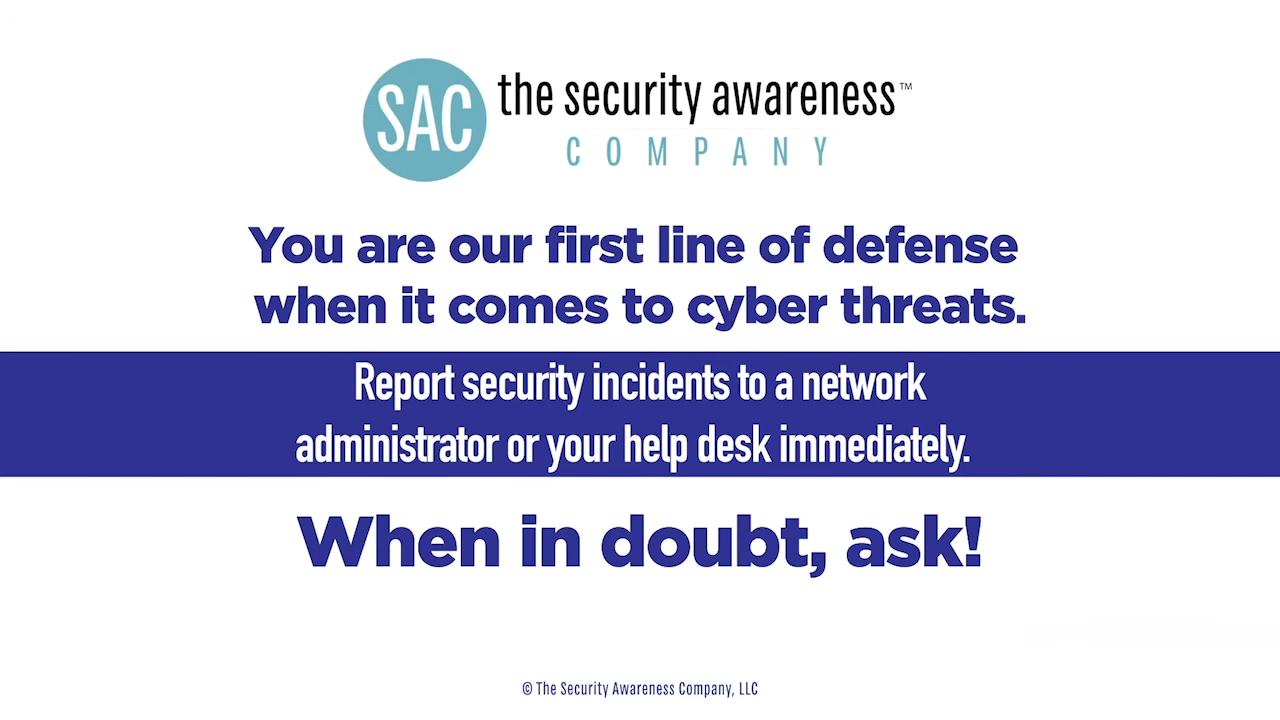 SAC
the security awareness™
COMPANY
You are our first line of defense
when it comes to cyber threats.
Report security incidents to a network
administrator or your help desk immediately.
When in doubt, ask!
© The Security Awareness Company, LLC